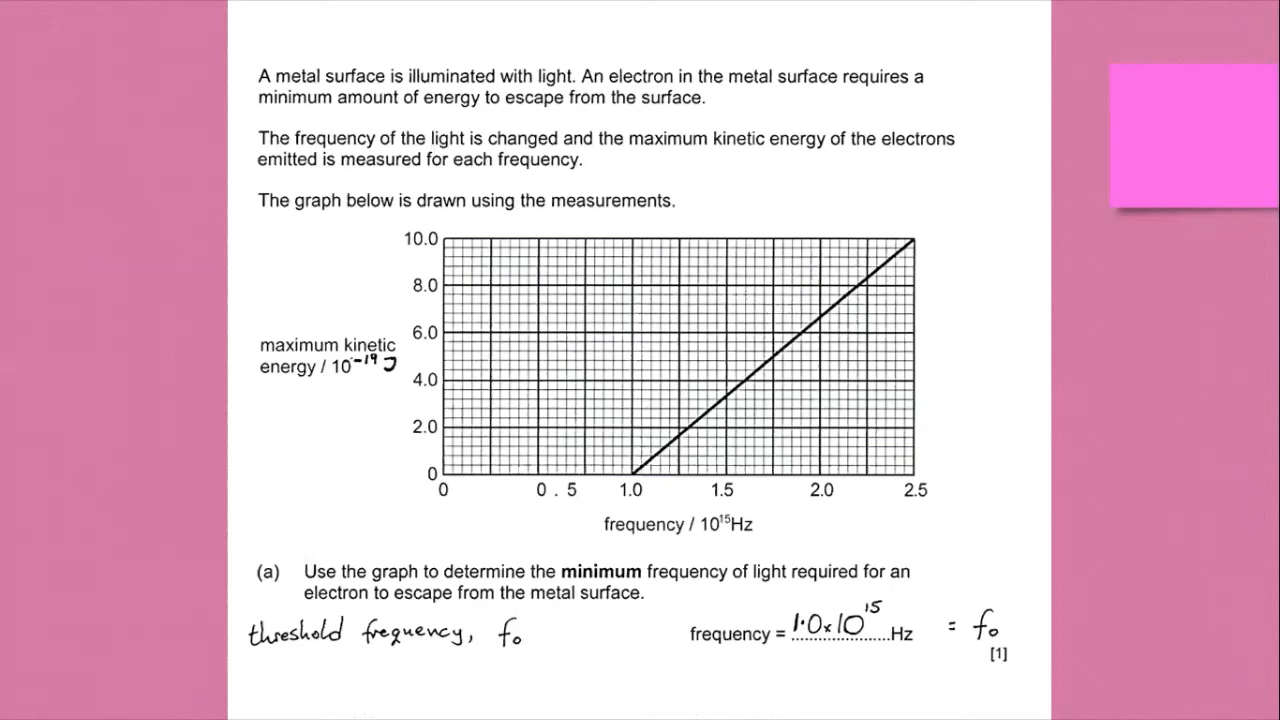 A metal surface is illuminated with light. An electron in the metal surface requires a
minimum amount of energy to escape from the surface.
The frequency of the light is changed and the maximum kinetic energy of the electrons
emitted is measured for each frequency.
The graph below is drawn using the measurements.
10.0
8.0
6.0
maximum kinetic
energy / 10⁻¹⁹ J
4.0
2.0
0
0 0 . 5 1.0 1.5 2.0 2.5
frequency / 10¹⁵Hz
(a) Use the graph to determine the minimum frequency of light required for an
electron to escape from the metal surface.
threshold frequency, f₀ frequency = 1.0x10¹⁵ Hz = f₀
[1]